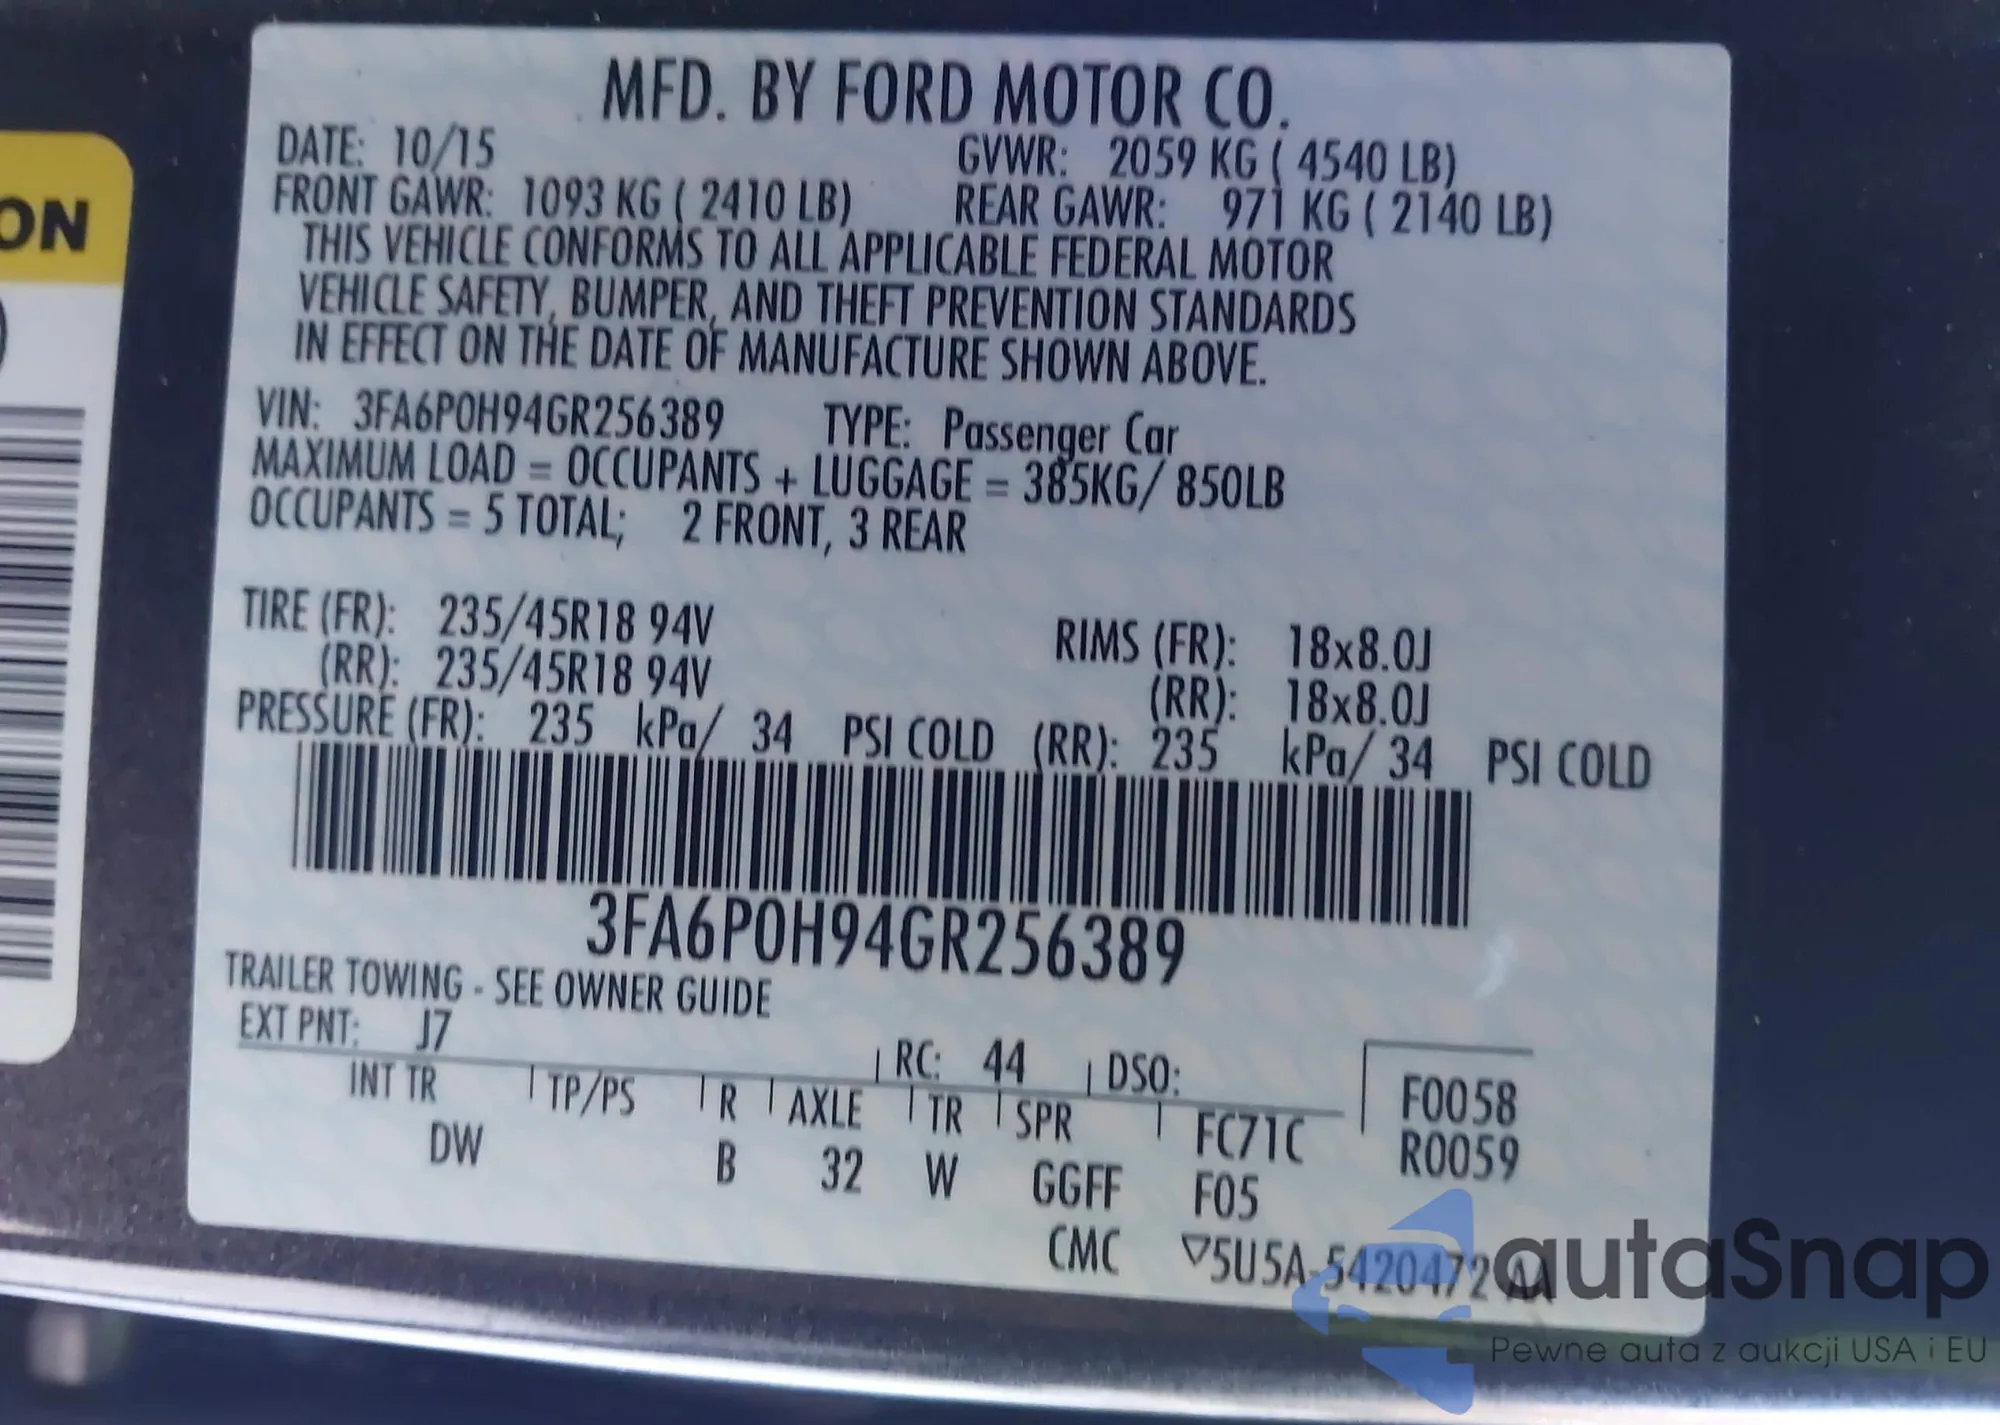 ON
MFD. BY FORD MOTOR CO.
DATE: 10/15 GVWR: 2059 KG ( 4540 LB)
FRONT GAWR: 1093 KG ( 2410 LB) REAR GAWR: 971 KG ( 2140 LB)
THIS VEHICLE CONFORMS TO ALL APPLICABLE FEDERAL MOTOR
VEHICLE SAFETY, BUMPER, AND THEFT PREVENTION STANDARDS
IN EFFECT ON THE DATE OF MANUFACTURE SHOWN ABOVE.
VIN: 3FA6P0H94GR256389 TYPE: Passenger Car
MAXIMUM LOAD = OCCUPANTS + LUGGAGE = 385KG/ 850LB
OCCUPANTS = 5 TOTAL; 2 FRONT, 3 REAR
TIRE (FR): 235/45R18 94V RIMS (FR): 18x8.0J
(RR): 235/45R18 94V (RR): 18x8.0J
PRESSURE (FR): 235 kPa/ 34 PSI COLD (RR): 235 kPa/ 34 PSI COLD
3FA6P0H94GR256389
TRAILER TOWING - SEE OWNER GUIDE
EXT PNT: J7 RC: 44 DSO: F0058
INT TR TP/PS R AXLE TR SPR FC71C R0059
DW B 32 W GGFF F05
CMC ▽5U5A-5420472-AA
autaSnap
Pewne auta z aukcji USA i EU